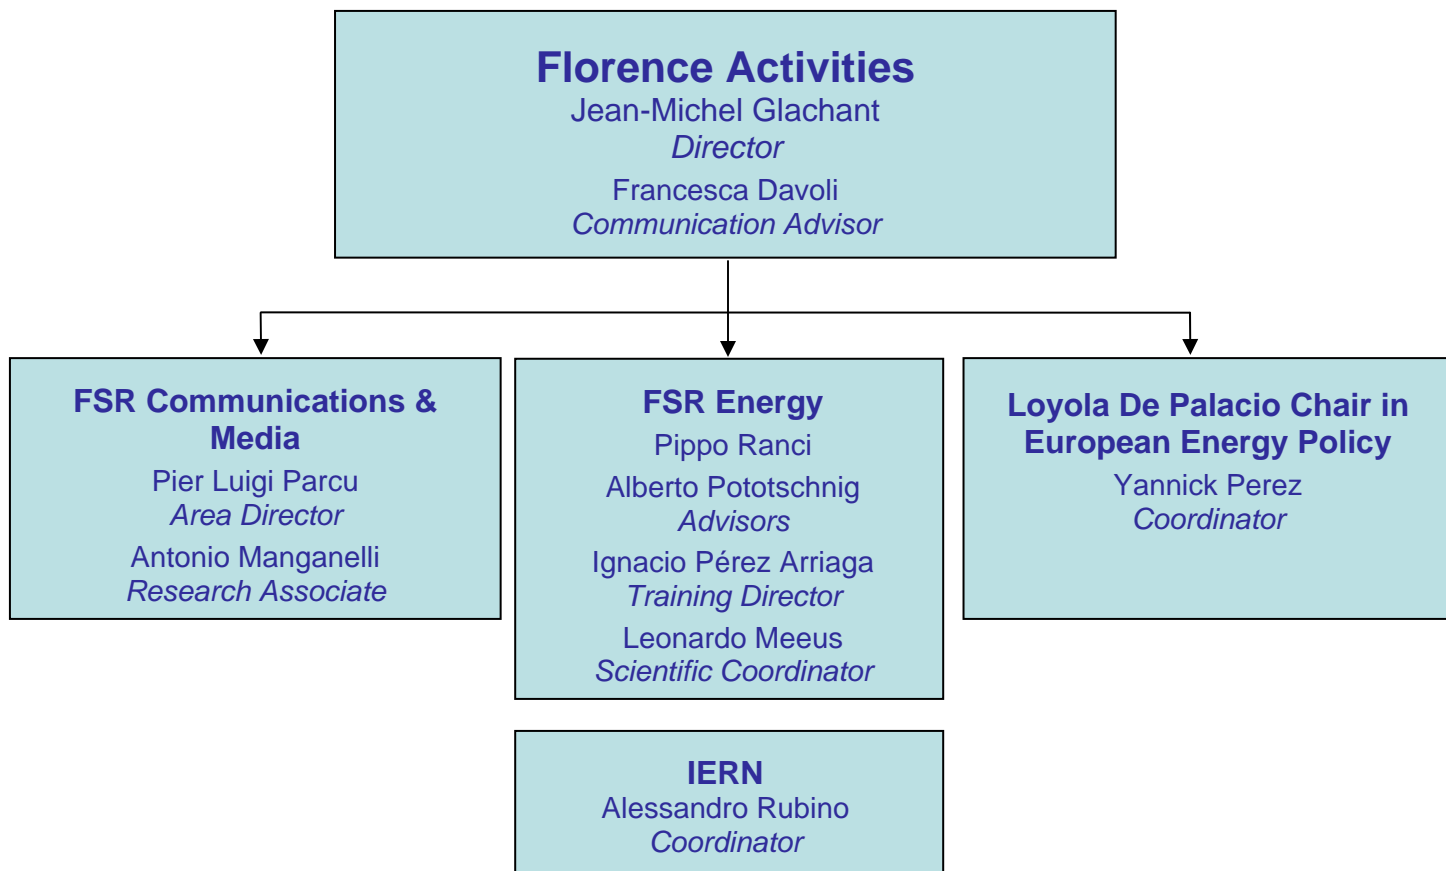 Florence Activities
Jean-Michel Glachant
Director
Francesca Davoli
Communication Advisor
FSR Communications &
Media
Pier Luigi Parcu
Area Director
Antonio Manganelli
Research Associate
FSR Energy
Pippo Ranci
Alberto Pototschnig
Advisors
Ignacio Pérez Arriaga
Training Director
Leonardo Meeus
Scientific Coordinator
Loyola De Palacio Chair in
European Energy Policy
Yannick Perez
Coordinator
IERN
Alessandro Rubino
Coordinator